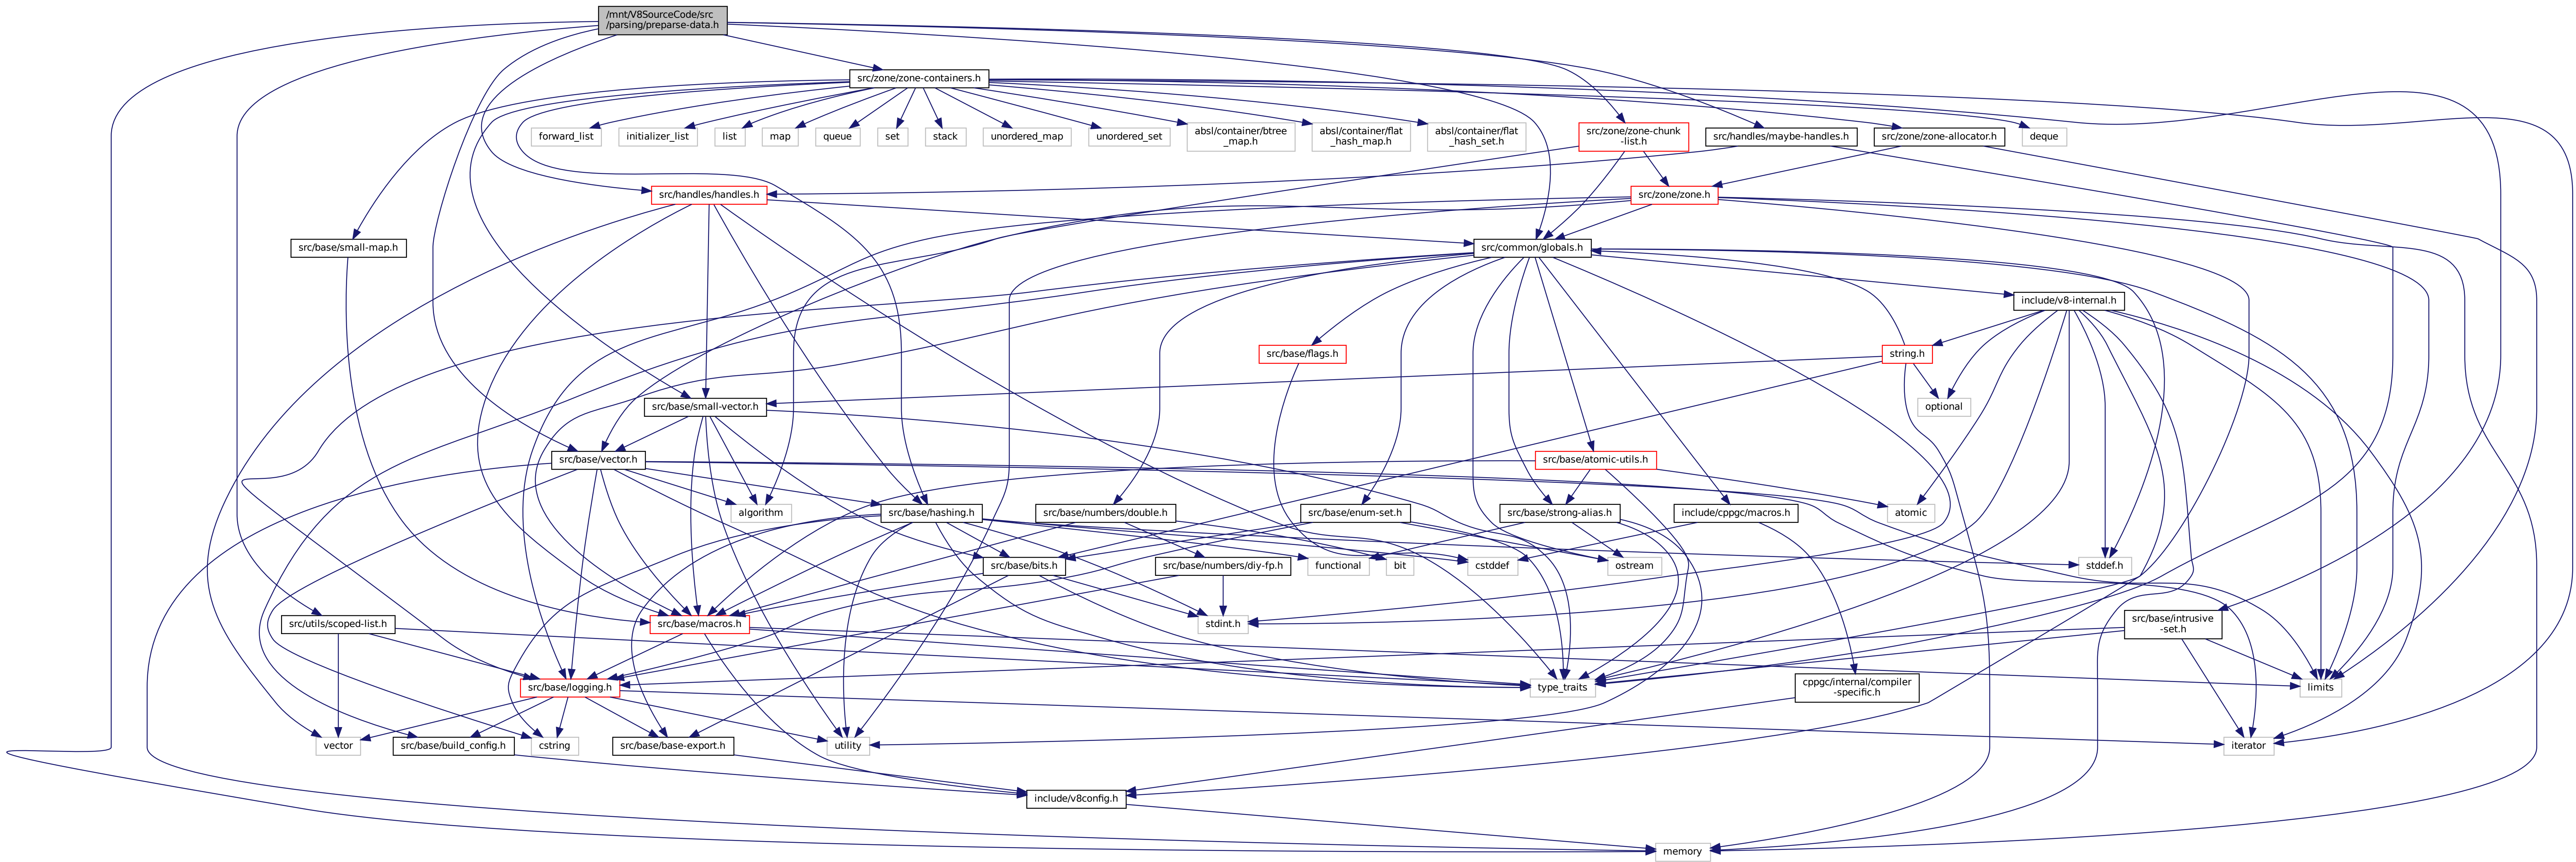 /mnt/V8SourceCode/src
/parsing/preparse-data.h
src/zone/zone-containers.h
forward_list
initializer_list
list
map
queue
set
stack
unordered_map
unordered_set
absl/container/btree
_map.h
absl/container/flat
_hash_map.h
absl/container/flat
_hash_set.h
src/zone/zone-chunk
-list.h
src/handles/maybe-handles.h
src/zone/zone-allocator.h
deque
src/handles/handles.h
src/zone/zone.h
src/base/small-map.h
src/common/globals.h
include/v8-internal.h
src/base/flags.h
string.h
src/base/small-vector.h
optional
src/base/vector.h
src/base/atomic-utils.h
algorithm
src/base/hashing.h
src/base/numbers/double.h
src/base/enum-set.h
src/base/strong-alias.h
include/cppgc/macros.h
atomic
src/base/bits.h
src/base/numbers/diy-fp.h
functional
bit
cstddef
ostream
stddef.h
src/utils/scoped-list.h
src/base/macros.h
stdint.h
src/base/intrusive
-set.h
src/base/logging.h
type_traits
cppgc/internal/compiler
-specific.h
limits
vector
src/base/build_config.h
cstring
src/base/base-export.h
utility
iterator
include/v8config.h
memory